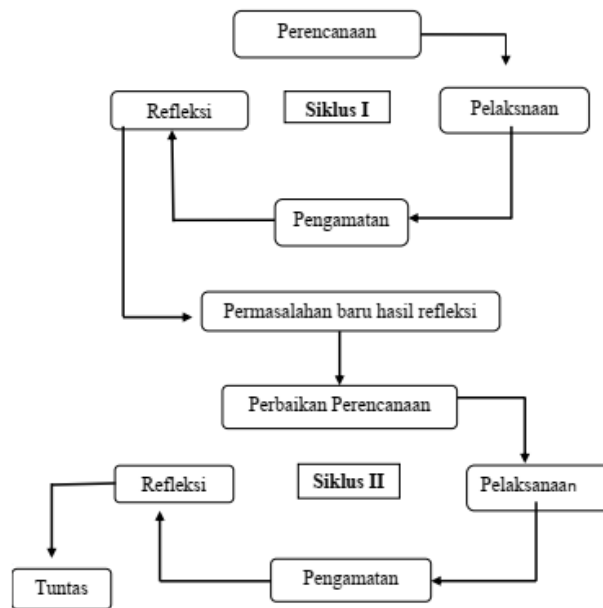 Perencanaan
Refleksi
Siklus I
Pelaksnaan
Pengamatan
Permasalahan baru hasil refleksi
Perbaikan Perencanaan
Refleksi
Siklus II
Pelaksanaan
Pengamatan
Tuntas